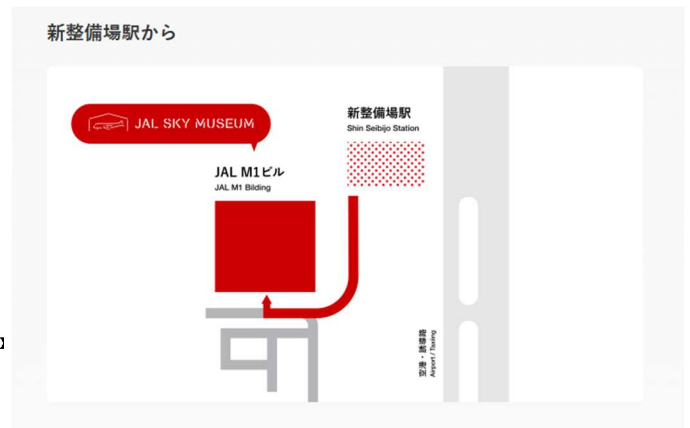 新整備場駅から
JAL SKY MUSEUM
新整備場駅
Shin Seibijo Station
JAL M1ビル
JAL M1 Bilding
空港・誘導路
Airport / Taxiing